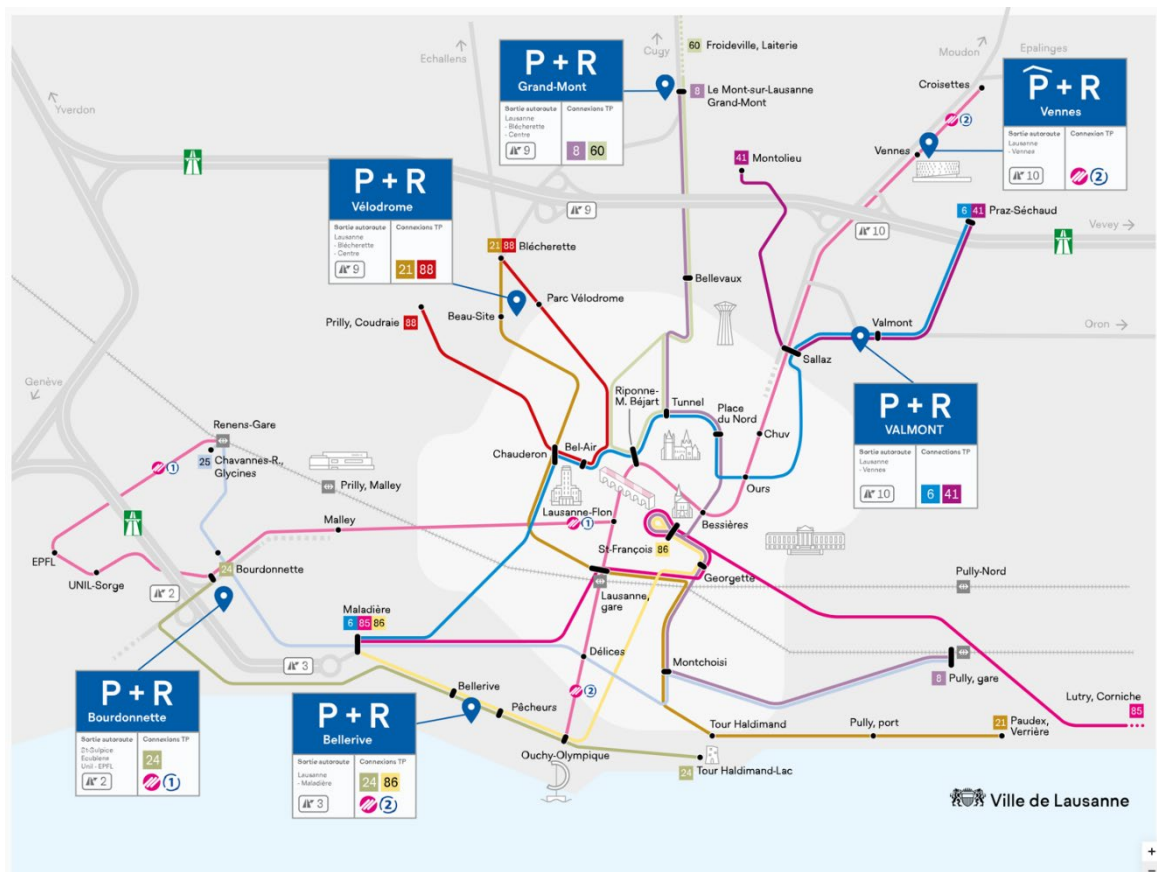 Echallens
Cugy
60 Froideville, Laiterie
Moudon
Epalinges
Yverdon
P + R
Grand-Mont
Sortie autoroute
Lausanne
- Blécherette
- Centre
9
Connexions TP
8 60
8 Le Mont-sur-Lausanne
Grand-Mont
Croisettes
2
Vennes
P + R
Vennes
Sortie autoroute
Lausanne
- Vennes
10
Connexion TP
2
41 Montolieu
P + R
Vélodrome
Sortie autoroute
Lausanne
- Blécherette
- Centre
9
Connexions TP
21 88
9
10
6 41 Praz-Séchaud
Vevey
21 88 Blécherette
Bellevaux
Parc Vélodrome
Beau-Site
Prilly, Coudraie 88
Valmont
Oron
Sallaz
Genève
Riponne-
M. Béjart
Tunnel
Place
du Nord
P + R
VALMONT
Sortie autoroute
Lausanne
- Vennes
10
Connectians TP
6 41
Renens-Gare
1
25 Chavannes-R.,
Glycines
Prilly, Malley
Chauderon
Bel-Air
Chuv
Ours
Malley
Lausanne-Flon
1
Bessières
St-François 86
EPFL
UNIL-Sorge
24 Bourdonnette
2
Georgette
Pully-Nord
Lausanne,
gare
Maladière
6 85 86
3
Délices
Montchoisi
8 Pully, gare
2
Lutry, Corniche
85
P + R
Bourdonnette
Sortie autoroute
St-Sulpice
Ecublens
Unil - EPFL
2
Connexions TP
24
1
P + R
Bellerive
Sortie autoroute
Lausanne
- Maladière
3
Connexions TP
24 86
2
Bellerive
Pêcheurs
Ouchy-Olympique
Tour Haldimand
Pully, port
21 Paudex,
Verrière
24 Tour Haldimand-Lac
Ville de Lausanne
+